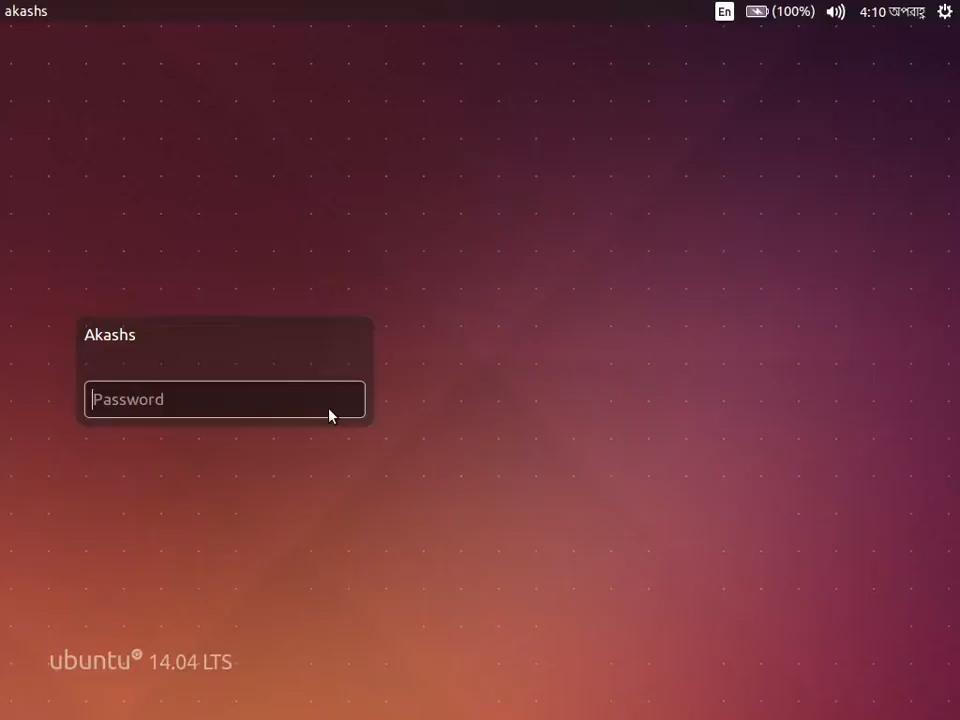 akashs
En (100%) 4:10 অপরাহ্ণ
Akashs
Password
ubuntu 14.04 LTS